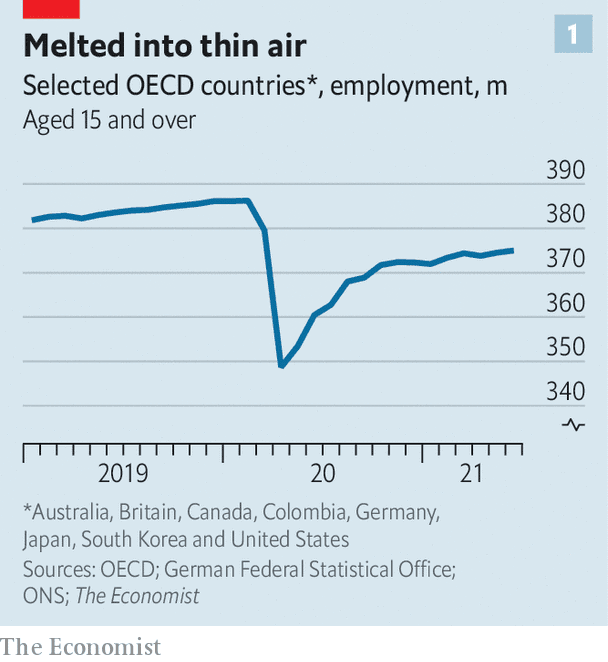 Melted into thin air
1
Selected OECD countries*, employment, m
Aged 15 and over
390
380
370
360
350
340
2019
20
21
*Australia, Britain, Canada, Colombia, Germany,
Japan, South Korea and United States
Sources: OECD; German Federal Statistical Office;
ONS; The Economist
The Economist